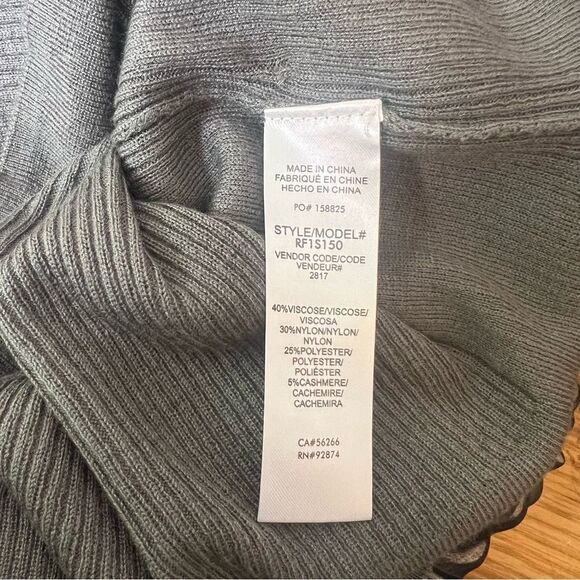 MADE IN CHINA
FABRIQUÉ EN CHINE
HECHO EN CHINA
PO# 158825
STYLE/MODEL#
RF1S150
VENDOR CODE/CODE
VENDEUR#
2817
40%VISCOSE/VISCOSE/
VISCOSA
30%NYLON/NYLON/
NYLON
25%POLYESTER/
POLYESTER/
POLIÉSTER
5%CASHMERE/
CACHEMIRE/
CACHEMIRA
CA#56266
RN#92874